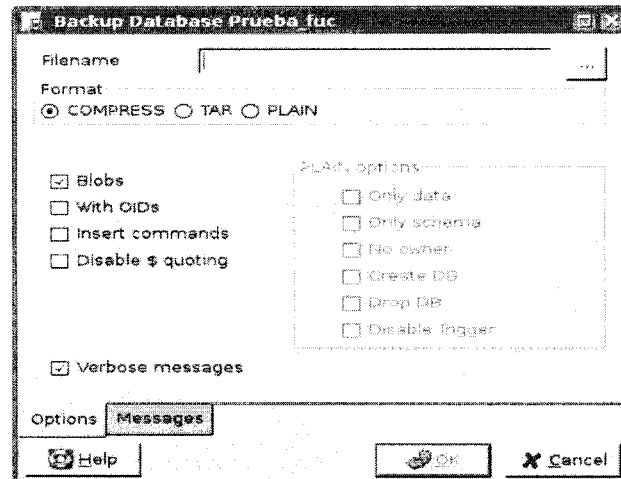 Backup Database Prueba_fuc
Filename
...
Format
COMPRESS TAR PLAIN
Blobs
With OIDs
Insert commands
Disable $ quoting
PLAIN options
Only data
Only schema
No owner
Create DB
Drop DB
Disable Trigger
Verbose messages
Options Messages
Help OK Cancel